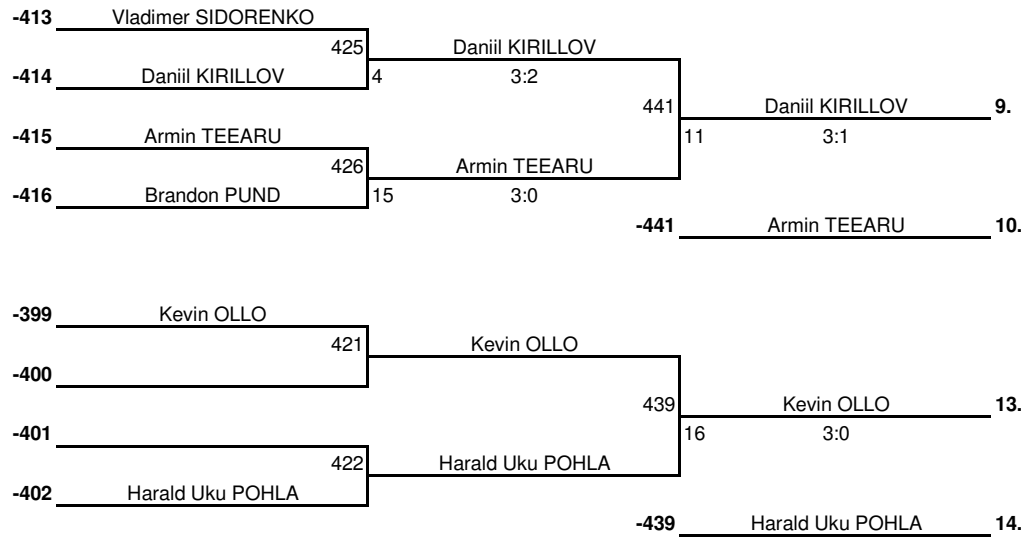 -413 Vladimer SIDORENKO
425 Daniil KIRILLOV
-414 Daniil KIRILLOV 4 3:2
441 Daniil KIRILLOV 9.
-415 Armin TEEARU 11 3:1
426 Armin TEEARU
-416 Brandon PUND 15 3:0
-441 Armin TEEARU 10.
-399 Kevin OLLO
421 Kevin OLLO
-400
439 Kevin OLLO 13.
-401 16 3:0
422 Harald Uku POHLA
-402 Harald Uku POHLA
-439 Harald Uku POHLA 14.